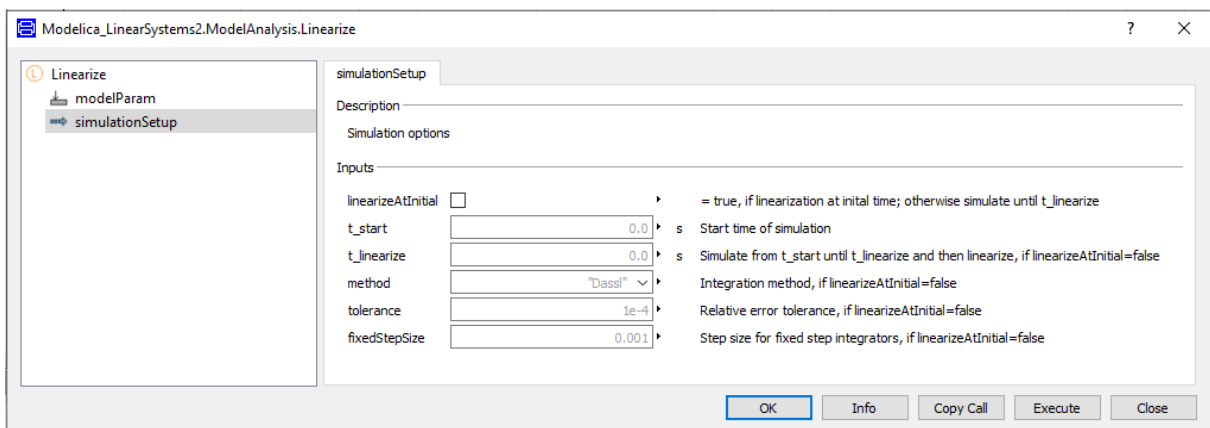 Modelica_LinearSystems2.ModelAnalysis.Linearize ? ×
L Linearize
modelParam
simulationSetup
simulationSetup
Description
Simulation options
Inputs
linearizeAtInitial = true, if linearization at inital time; otherwise simulate until t_linearize
t_start 0.0 s Start time of simulation
t_linearize 0.0 s Simulate from t_start until t_linearize and then linearize, if linearizeAtInitial=false
method "Dassl" Integration method, if linearizeAtInitial=false
tolerance 1e-4 Relative error tolerance, if linearizeAtInitial=false
fixedStepSize 0.001 Step size for fixed step integrators, if linearizeAtInitial=false
OK Info Copy Call Execute Close